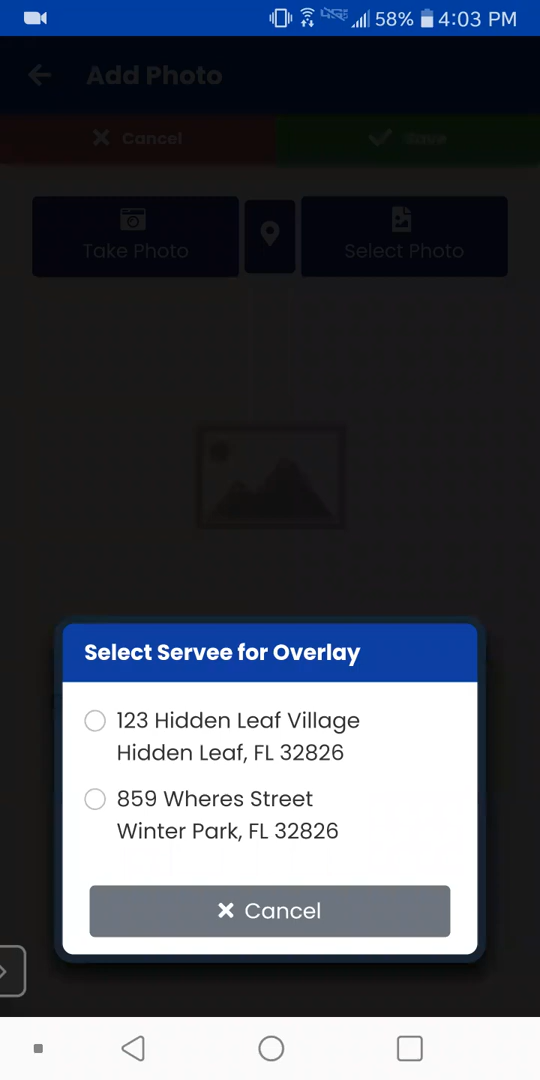 58% 4:03 PM
Add Photo
Cancel
Save
Take Photo
Select Photo
Select Servee for Overlay
123 Hidden Leaf Village
Hidden Leaf, FL 32826
859 Wheres Street
Winter Park, FL 32826
Cancel